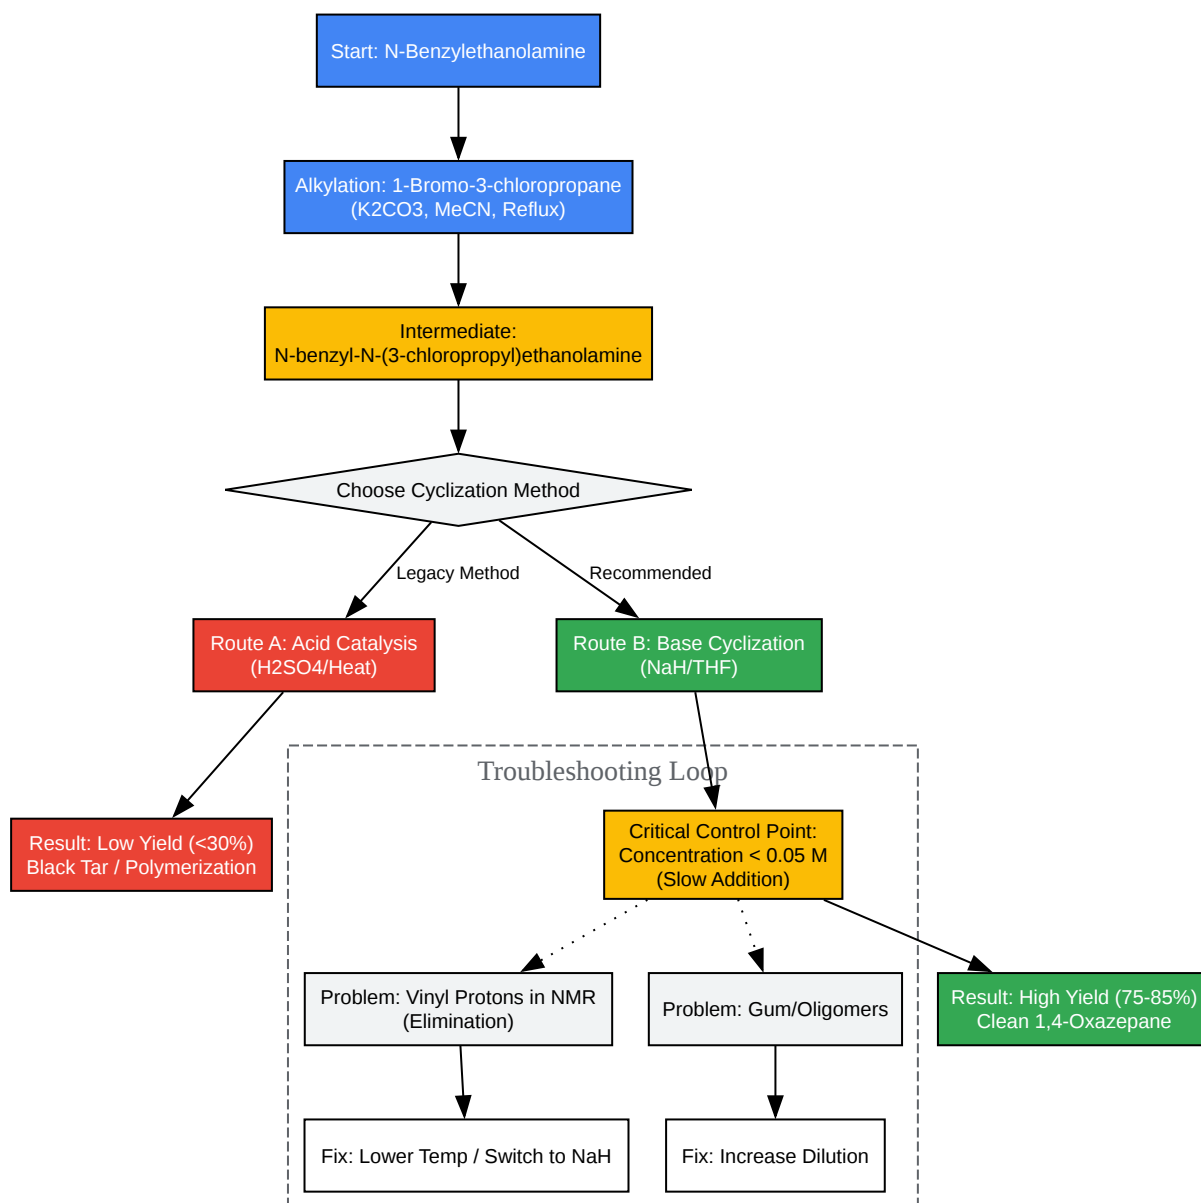 Start: N-Benzylethanolamine
Alkylation: 1-Bromo-3-chloropropane
(K2CO3, MeCN, Reflux)
Intermediate:
N-benzyl-N-(3-chloropropyl)ethanolamine
Choose Cyclization Method
Legacy Method
Recommended
Route A: Acid Catalysis
(H2SO4/Heat)
Route B: Base Cyclization
(NaH/THF)
Troubleshooting Loop
Result: Low Yield (<30%)
Black Tar / Polymerization
Critical Control Point:
Concentration < 0.05 M
(Slow Addition)
Problem: Vinyl Protons in NMR
(Elimination)
Problem: Gum/Oligomers
Result: High Yield (75-85%)
Clean 1,4-Oxazepane
Fix: Lower Temp / Switch to NaH
Fix: Increase Dilution